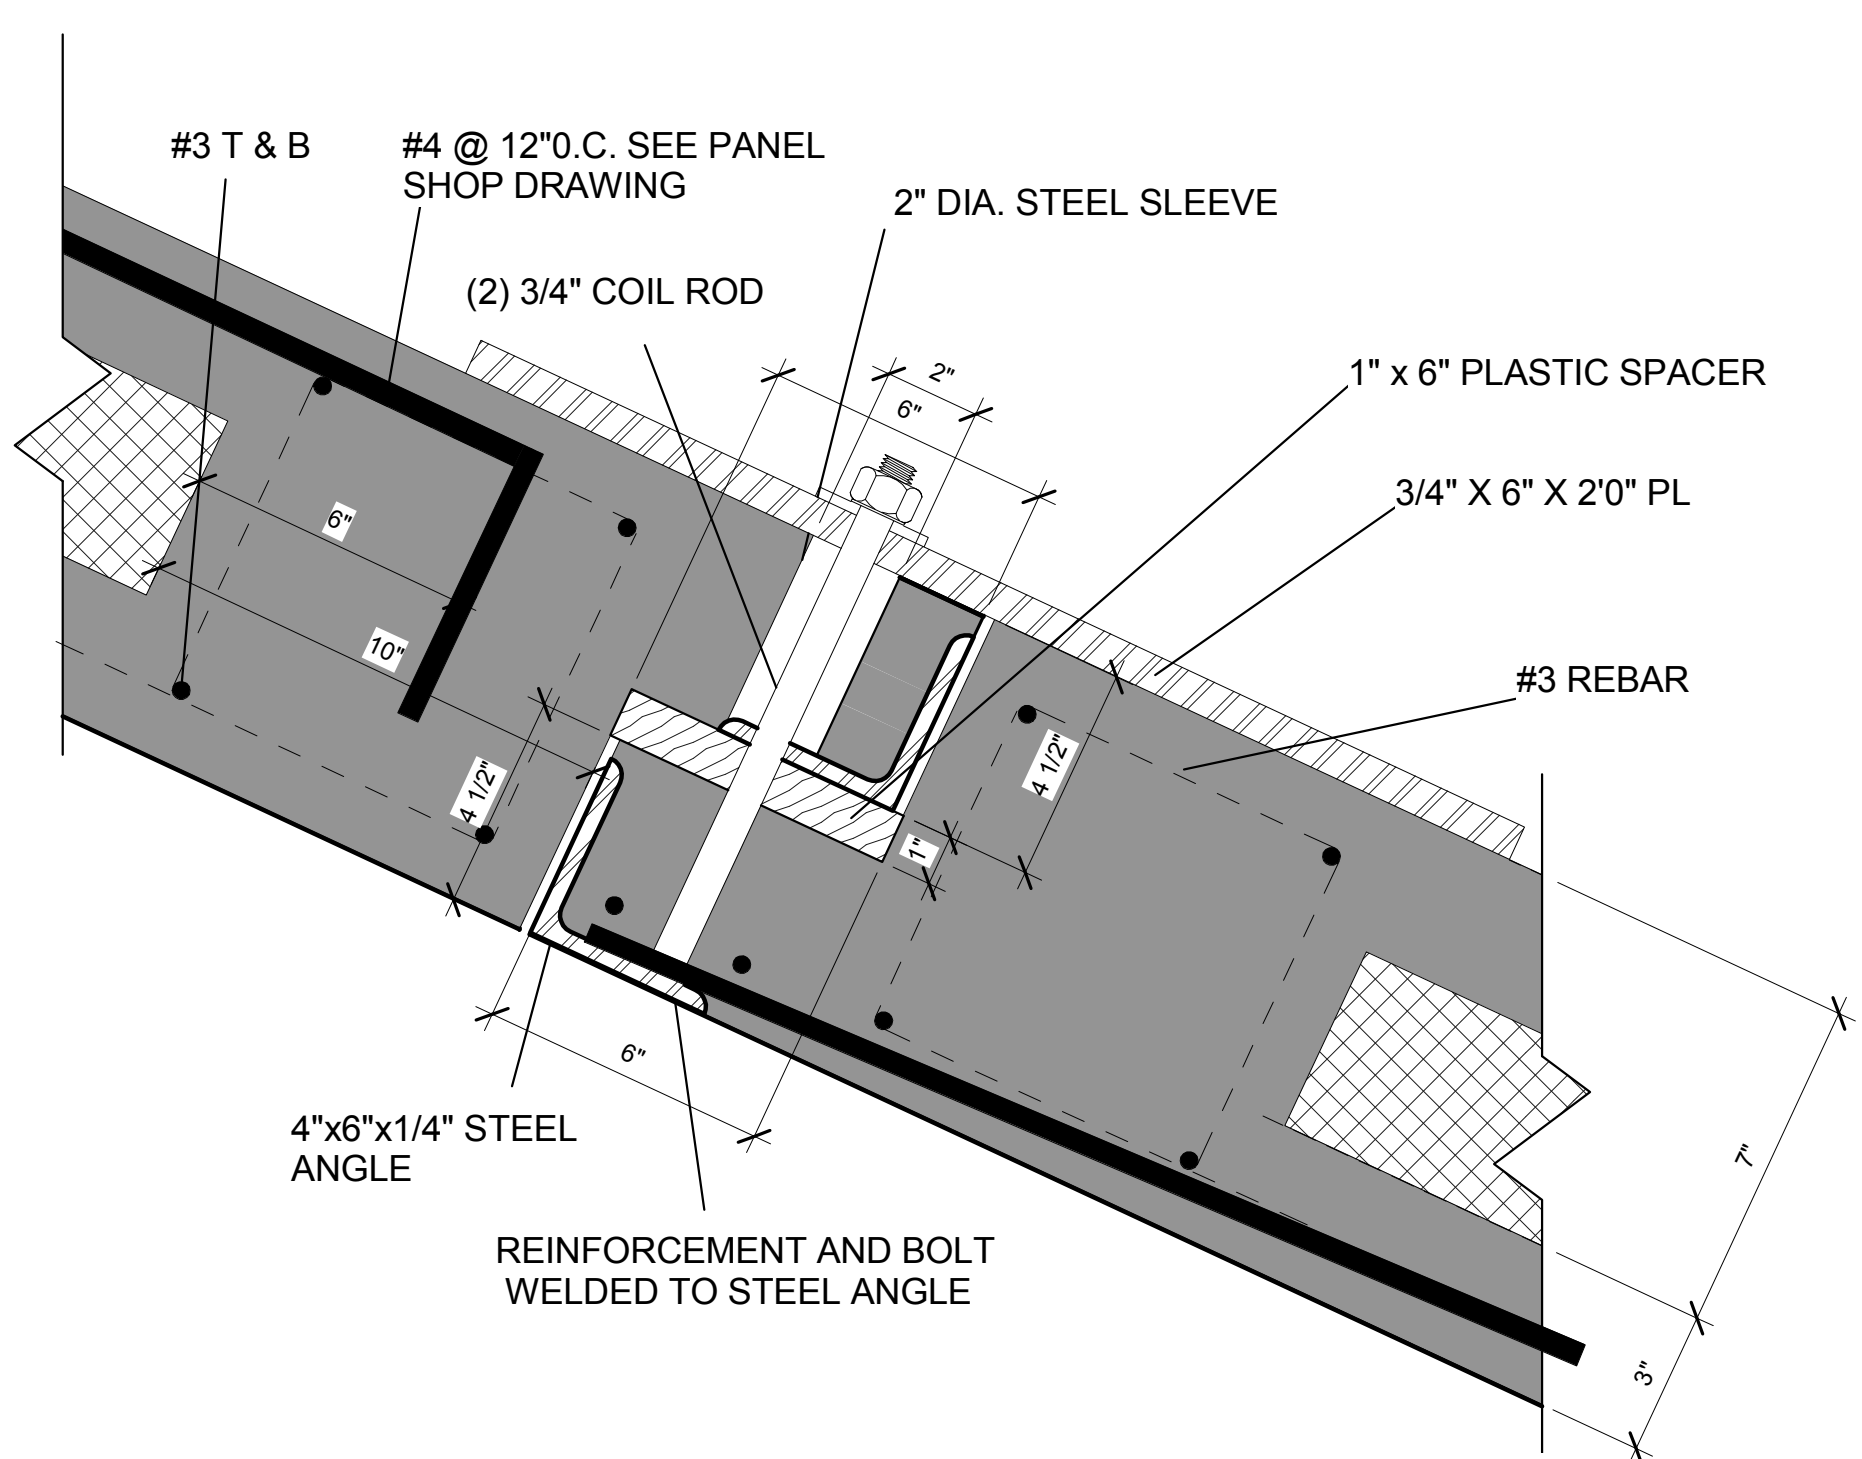 #3 T & B
#4 @ 12"0.C. SEE PANEL
SHOP DRAWING
2" DIA. STEEL SLEEVE
(2) 3/4" COIL ROD
2"
6"
1" x 6" PLASTIC SPACER
3/4" X 6" X 2'0" PL
6"
10"
#3 REBAR
4 1/2"
4 1/2"
1"
6"
4"x6"x1/4" STEEL
ANGLE
7"
REINFORCEMENT AND BOLT
WELDED TO STEEL ANGLE
3"